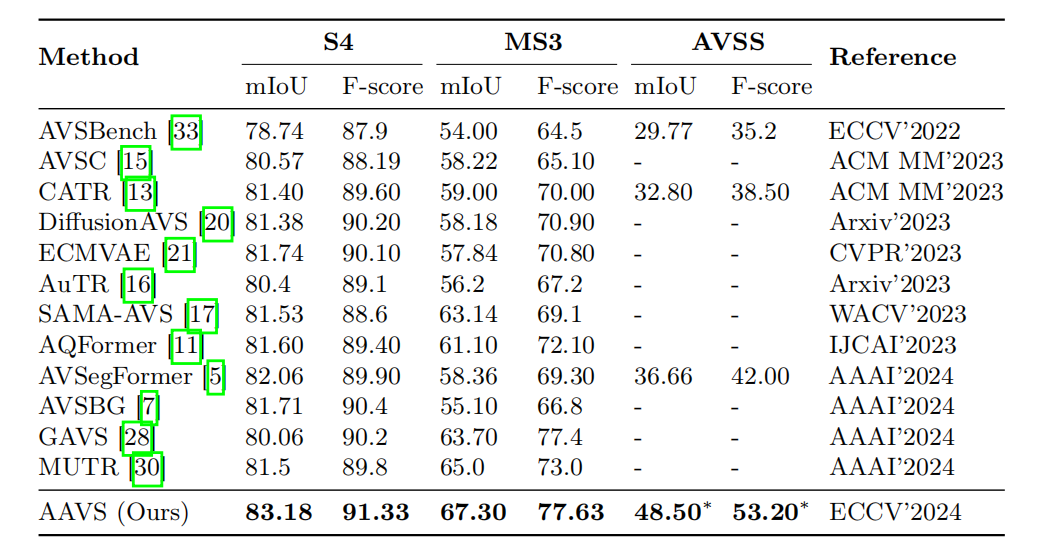 Method S4 MS3 AVSS Reference
mIoU F-score mIoU F-score mIoU F-score
AVSBench [33] 78.74 87.9 54.00 64.5 29.77 35.2 ECCV'2022
AVSC [15] 80.57 88.19 58.22 65.10 - - ACM MM'2023
CATR [13] 81.40 89.60 59.00 70.00 32.80 38.50 ACM MM'2023
DiffusionAVS [20] 81.38 90.20 58.18 70.90 - - Arxiv'2023
ECMVAE [21] 81.74 90.10 57.84 70.80 - - CVPR'2023
AuTR [16] 80.4 89.1 56.2 67.2 - - Arxiv'2023
SAMA-AVS [17] 81.53 88.6 63.14 69.1 - - WACV'2023
AQFormer [11] 81.60 89.40 61.10 72.10 - - IJCAI'2023
AVSegFormer [5] 82.06 89.90 58.36 69.30 36.66 42.00 AAAI'2024
AVSBG [7] 81.71 90.4 55.10 66.8 - - AAAI'2024
GAVS [28] 80.06 90.2 63.70 77.4 - - AAAI'2024
MUTR [30] 81.5 89.8 65.0 73.0 - - AAAI'2024
AAVS (Ours) 83.18 91.33 67.30 77.63 48.50* 53.20* ECCV'2024